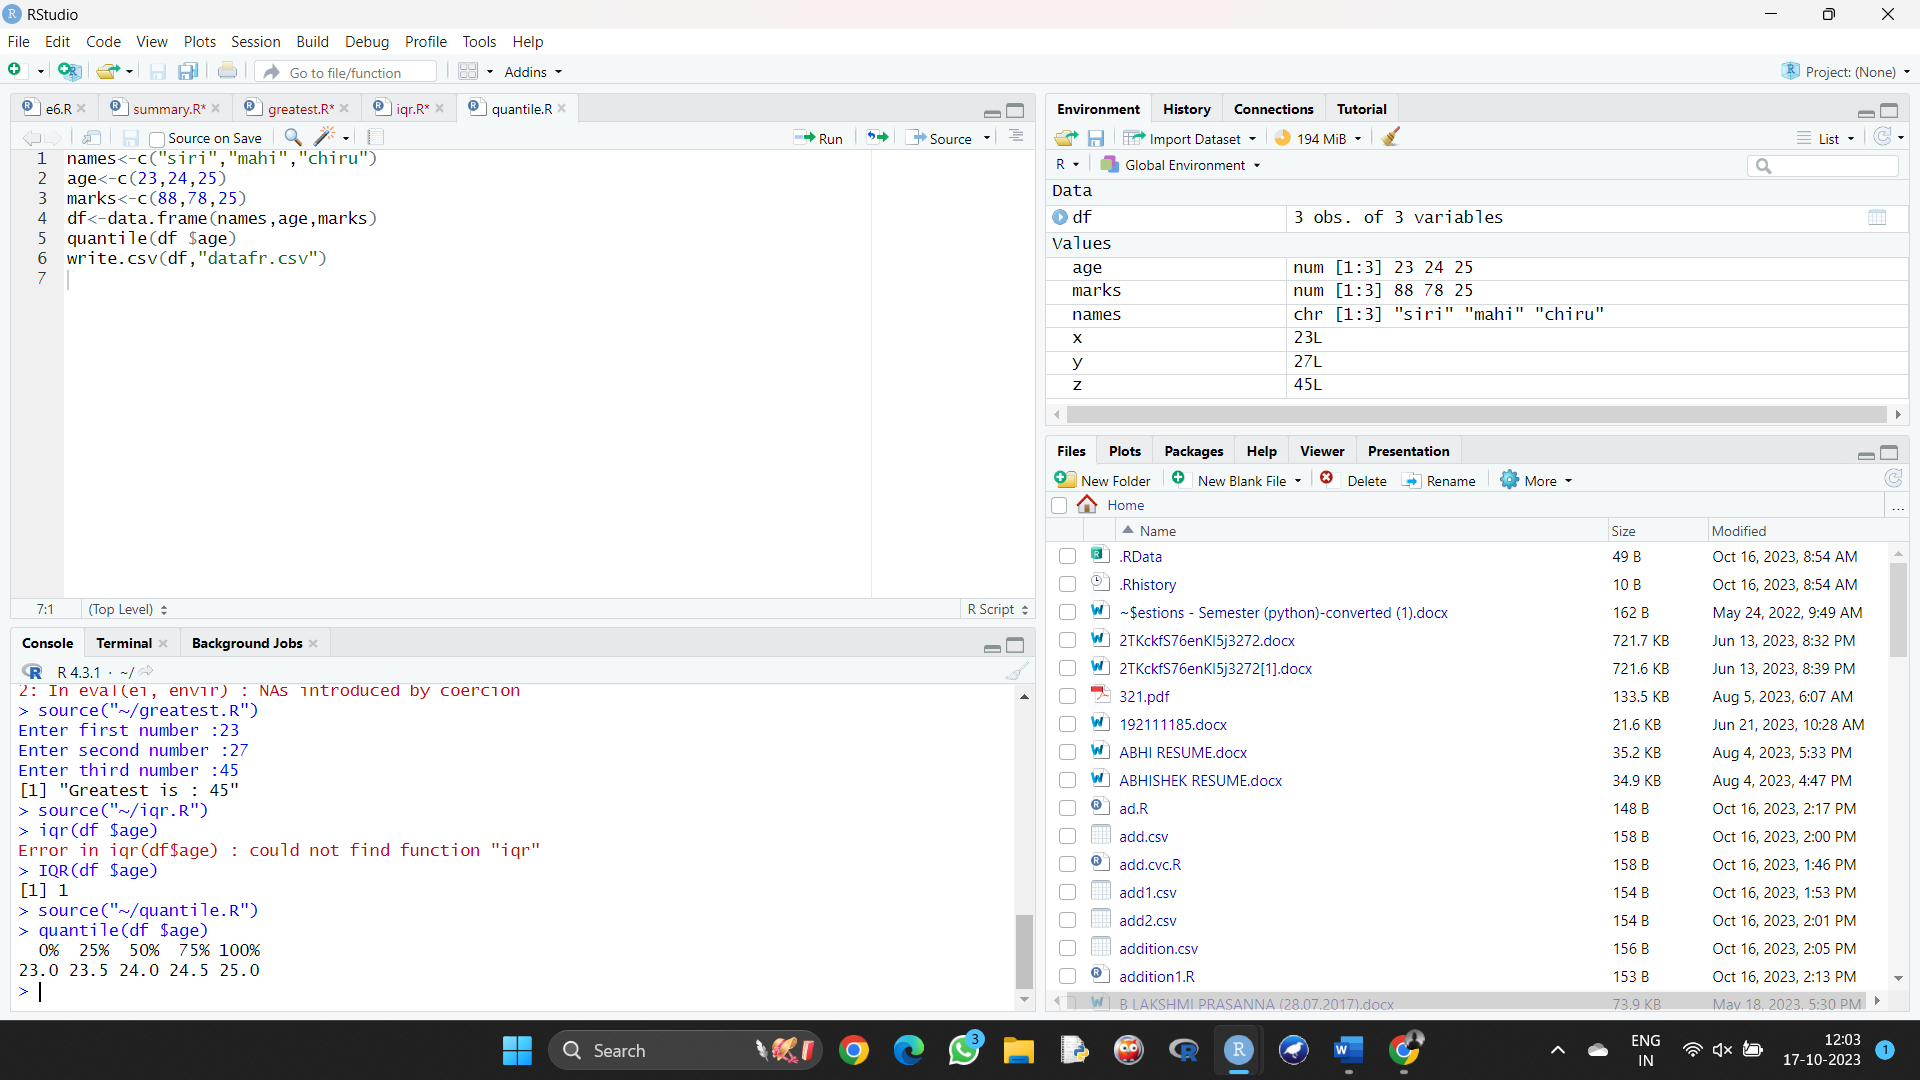 RStudio
File Edit Code View Plots Session Build Debug Profile Tools Help
Go to file/function Addins Project: (None)
e6.R summary.R* greatest.R* iqr.R* quantile.R
Source on Save Run Source
1 names<-c("siri","mahi","chiru")
2 age<-c(23,24,25)
3 marks<-c(88,78,25)
4 df<-data.frame(names,age,marks)
5 quantile(df $age)
6 write.csv(df,"datafr.csv")
7
7:1 (Top Level) R Script
Console Terminal Background Jobs
R 4.3.1 · ~/
2: In eval(ei, envir) : NAs introduced by coercion
> source("~/greatest.R")
Enter first number :23
Enter second number :27
Enter third number :45
[1] "Greatest is : 45"
> source("~/iqr.R")
> iqr(df $age)
Error in iqr(df$age) : could not find function "iqr"
> IQR(df $age)
[1] 1
> source("~/quantile.R")
> quantile(df $age)
0% 25% 50% 75% 100%
23.0 23.5 24.0 24.5 25.0
>
Environment History Connections Tutorial
Import Dataset 194 MiB List
R Global Environment
Data
df 3 obs. of 3 variables
Values
age num [1:3] 23 24 25
marks num [1:3] 88 78 25
names chr [1:3] "siri" "mahi" "chiru"
x 23L
y 27L
z 45L
Files Plots Packages Help Viewer Presentation
New Folder New Blank File Delete Rename More
Home ...
Name Size Modified
.RData 49 B Oct 16, 2023, 8:54 AM
.Rhistory 10 B Oct 16, 2023, 8:54 AM
~$estions - Semester (python)-converted (1).docx 162 B May 24, 2022, 9:49 AM
2TKckfS76enKl5j3272.docx 721.7 KB Jun 13, 2023, 8:32 PM
2TKckfS76enKl5j3272[1].docx 721.6 KB Jun 13, 2023, 8:39 PM
321.pdf 133.5 KB Aug 5, 2023, 6:07 AM
192111185.docx 21.6 KB Jun 21, 2023, 10:28 AM
ABHI RESUME.docx 35.2 KB Aug 4, 2023, 5:33 PM
ABHISHEK RESUME.docx 34.9 KB Aug 4, 2023, 4:47 PM
ad.R 148 B Oct 16, 2023, 2:17 PM
add.csv 158 B Oct 16, 2023, 2:00 PM
add.cvc.R 158 B Oct 16, 2023, 1:46 PM
add1.csv 154 B Oct 16, 2023, 1:53 PM
add2.csv 154 B Oct 16, 2023, 2:01 PM
addition.csv 156 B Oct 16, 2023, 2:05 PM
addition1.R 153 B Oct 16, 2023, 2:13 PM
B LAKSHMI PRASANNA (28.07.2017).docx 73.9 KB May 18, 2023, 5:30 PM
Search 3 ENG 12:03
IN 17-10-2023 1